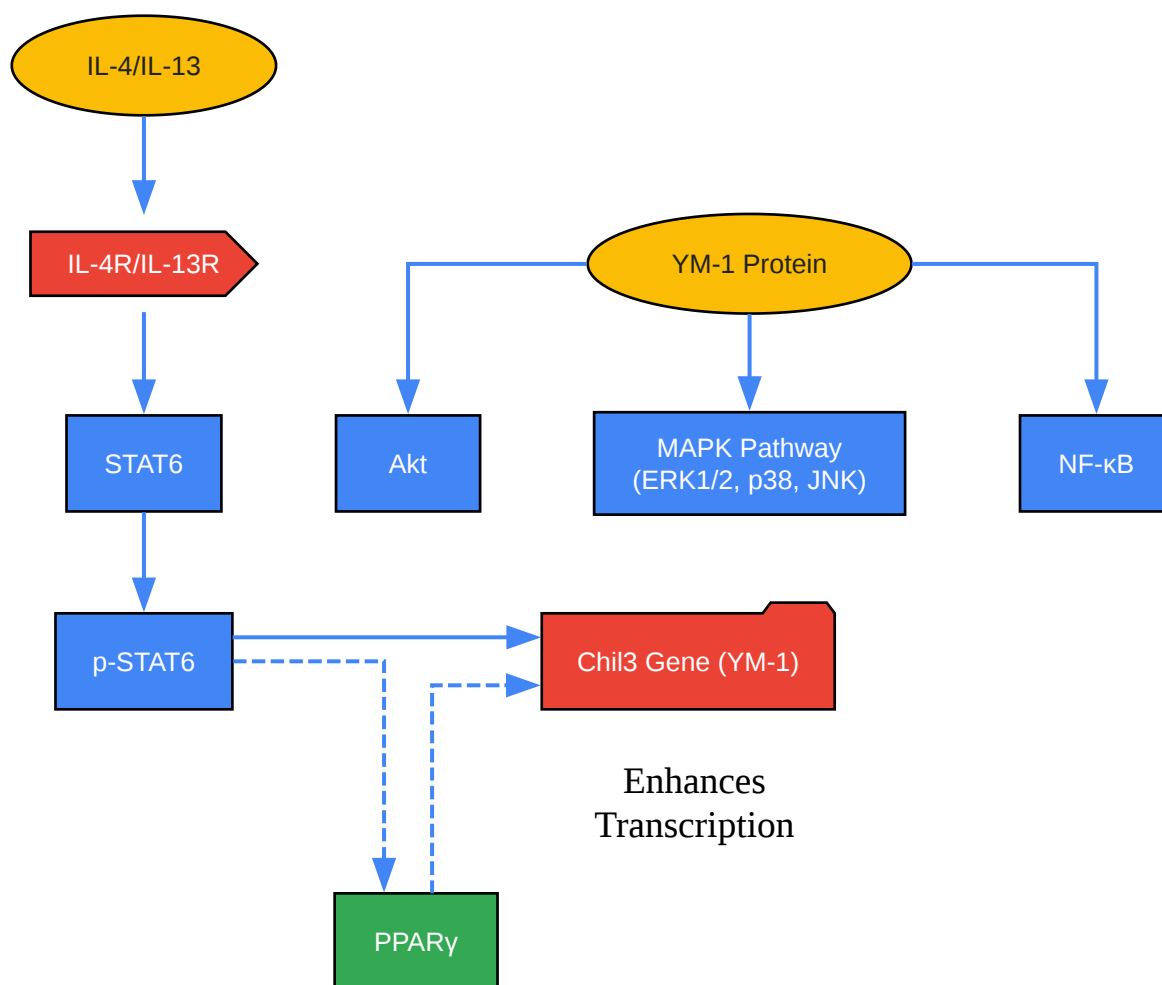 IL-4/IL-13
IL-4R/IL-13R
YM-1 Protein
STAT6
Akt
MAPK Pathway
(ERK1/2, p38, JNK)
NF-κB
p-STAT6
Chil3 Gene (YM-1)
Enhances
Transcription
PPARγ